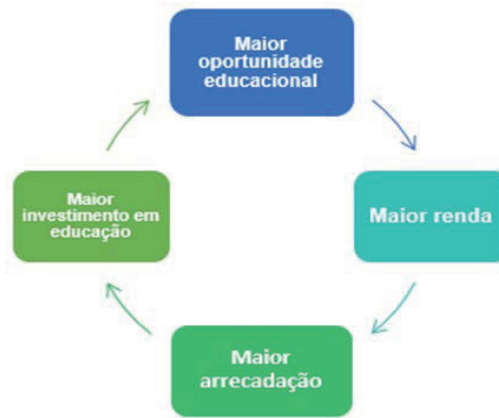 Maior
oportunidade
educacional
Maior renda
Maior
arrecadação
Maior
investimento em
educação